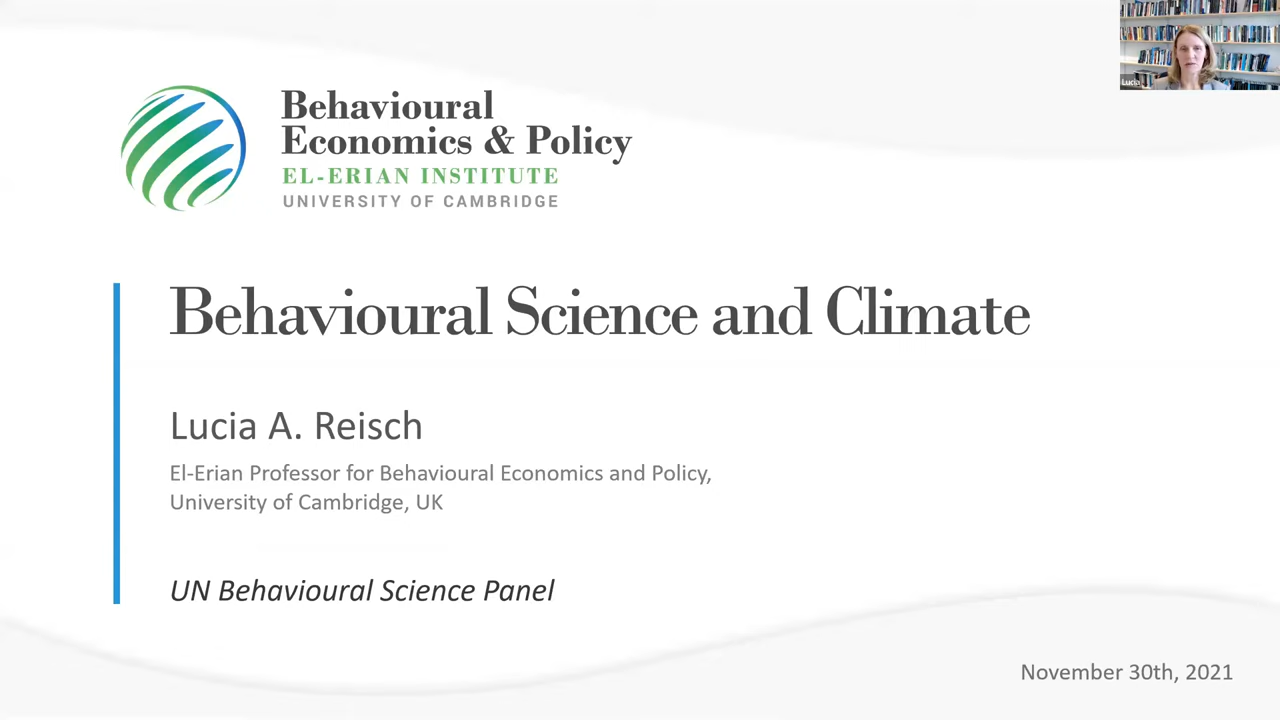 Lucia
Behavioural
Economics & Policy
EL-ERIAN INSTITUTE
UNIVERSITY OF CAMBRIDGE
Behavioural Science and Climate
Lucia A. Reisch
El-Erian Professor for Behavioural Economics and Policy,
University of Cambridge, UK
UN Behavioural Science Panel
November 30th, 2021